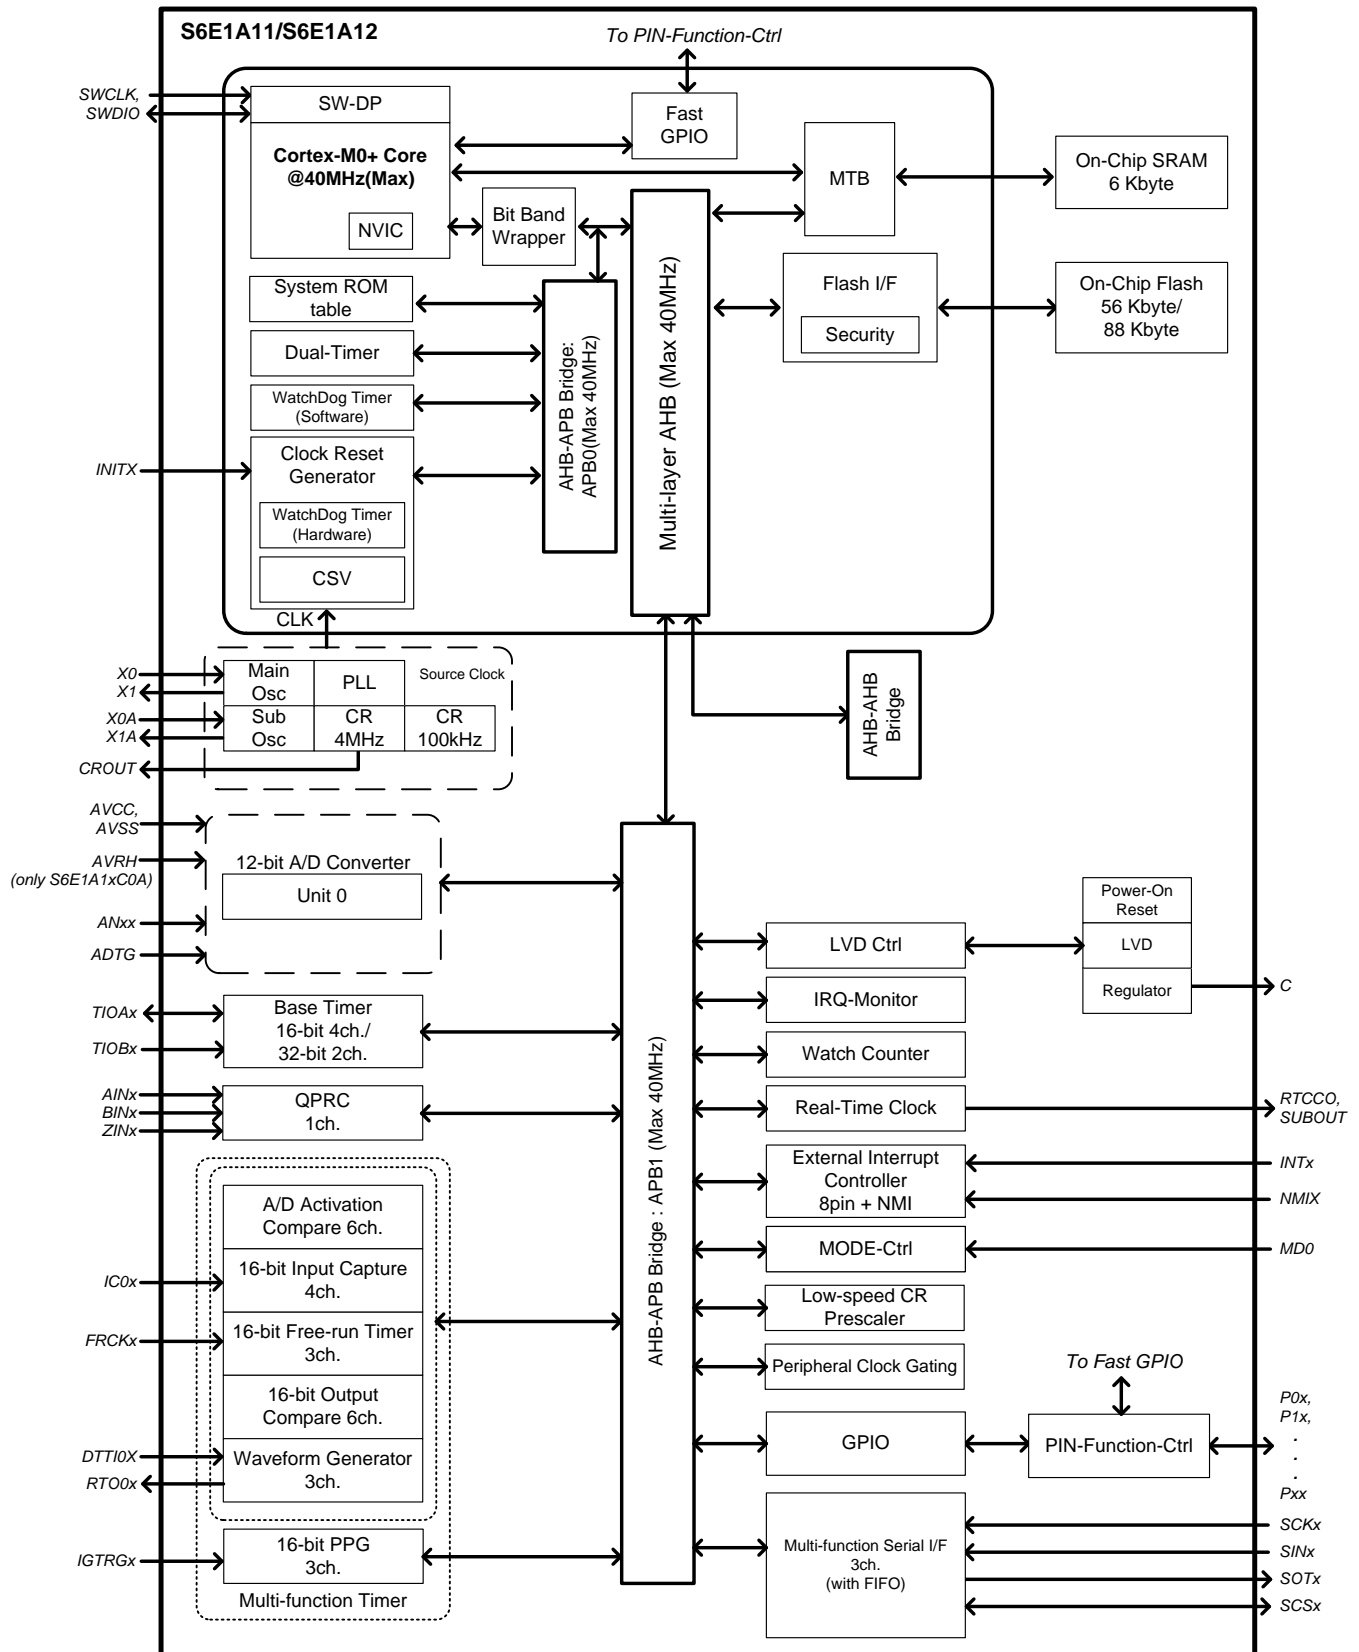 S6E1A11/S6E1A12
To PIN-Function-Ctrl
SWCLK,
SWDIO
SW-DP
Cortex-M0+ Core
@40MHz(Max)
NVIC
Fast
GPIO
MTB
On-Chip SRAM
6 Kbyte
Bit Band
Wrapper
Multi-layer AHB (Max 40MHz)
Flash I/F
Security
On-Chip Flash
56 Kbyte/
88 Kbyte
System ROM
table
Dual-Timer
WatchDog Timer
(Software)
AHB-APB Bridge:
APB0(Max 40MHz)
INITX
Clock Reset
Generator
WatchDog Timer
(Hardware)
CSV
CLK
X0
X1
X0A
X1A
CROUT
Main
Osc
PLL
Source Clock
Sub
Osc
CR
4MHz
CR
100kHz
AHB-AHB
Bridge
AVCC,
AVSS
AVRH
(only S6E1A1xC0A)
ANxx
ADTG
12-bit A/D Converter
Unit 0
AHB-APB Bridge : APB1 (Max 40MHz)
LVD Ctrl
Power-On
Reset
LVD
Regulator
C
IRQ-Monitor
TIOAx
TIOBx
Base Timer
16-bit 4ch./
32-bit 2ch.
Watch Counter
AINx
BINx
ZINx
QPRC
1ch.
Real-Time Clock
RTCCO,
SUBOUT
External Interrupt
Controller
8pin + NMI
INTx
NMIX
MODE-Ctrl
MD0
A/D Activation
Compare 6ch.
IC0x
16-bit Input Capture
4ch.
FRCKx
16-bit Free-run Timer
3ch.
16-bit Output
Compare 6ch.
DTTI0X
RTO0x
Waveform Generator
3ch.
IGTRGx
16-bit PPG
3ch.
Multi-function Timer
Low-speed CR
Prescaler
Peripheral Clock Gating
To Fast GPIO
GPIO
PIN-Function-Ctrl
P0x,
P1x,
.
.
.
Pxx
Multi-function Serial I/F
3ch.
(with FIFO)
SCKx
SINx
SOTx
SCSx